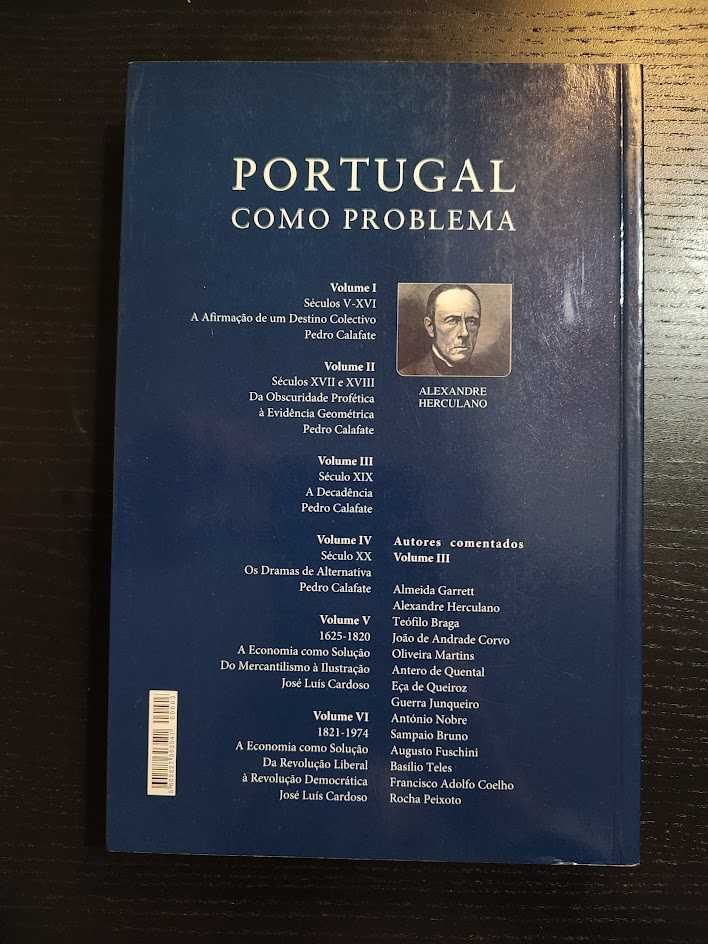 PORTUGAL
COMO PROBLEMA
Volume I
Séculos V-XVI
A Afirmação de um Destino Colectivo
Pedro Calafate
Volume II
Séculos XVII e XVIII
Da Obscuridade Profética
à Evidência Geométrica
Pedro Calafate
Volume III
Século XIX
A Decadência
Pedro Calafate
Volume IV
Século XX
Os Dramas de Alternativa
Pedro Calafate
Volume V
1625-1820
A Economia como Solução
Do Mercantilismo à Ilustração
José Luís Cardoso
Volume VI
1821-1974
A Economia como Solução
Da Revolução Liberal
à Revolução Democrática
José Luís Cardoso
ALEXANDRE
HERCULANO
Autores comentados
Volume III
Almeida Garrett
Alexandre Herculano
Teófilo Braga
João de Andrade Corvo
Oliveira Martins
Antero de Quental
Eça de Queiroz
Guerra Junqueiro
António Nobre
Sampaio Bruno
Augusto Fuschini
Basílio Teles
Francisco Adolfo Coelho
Rocha Peixoto